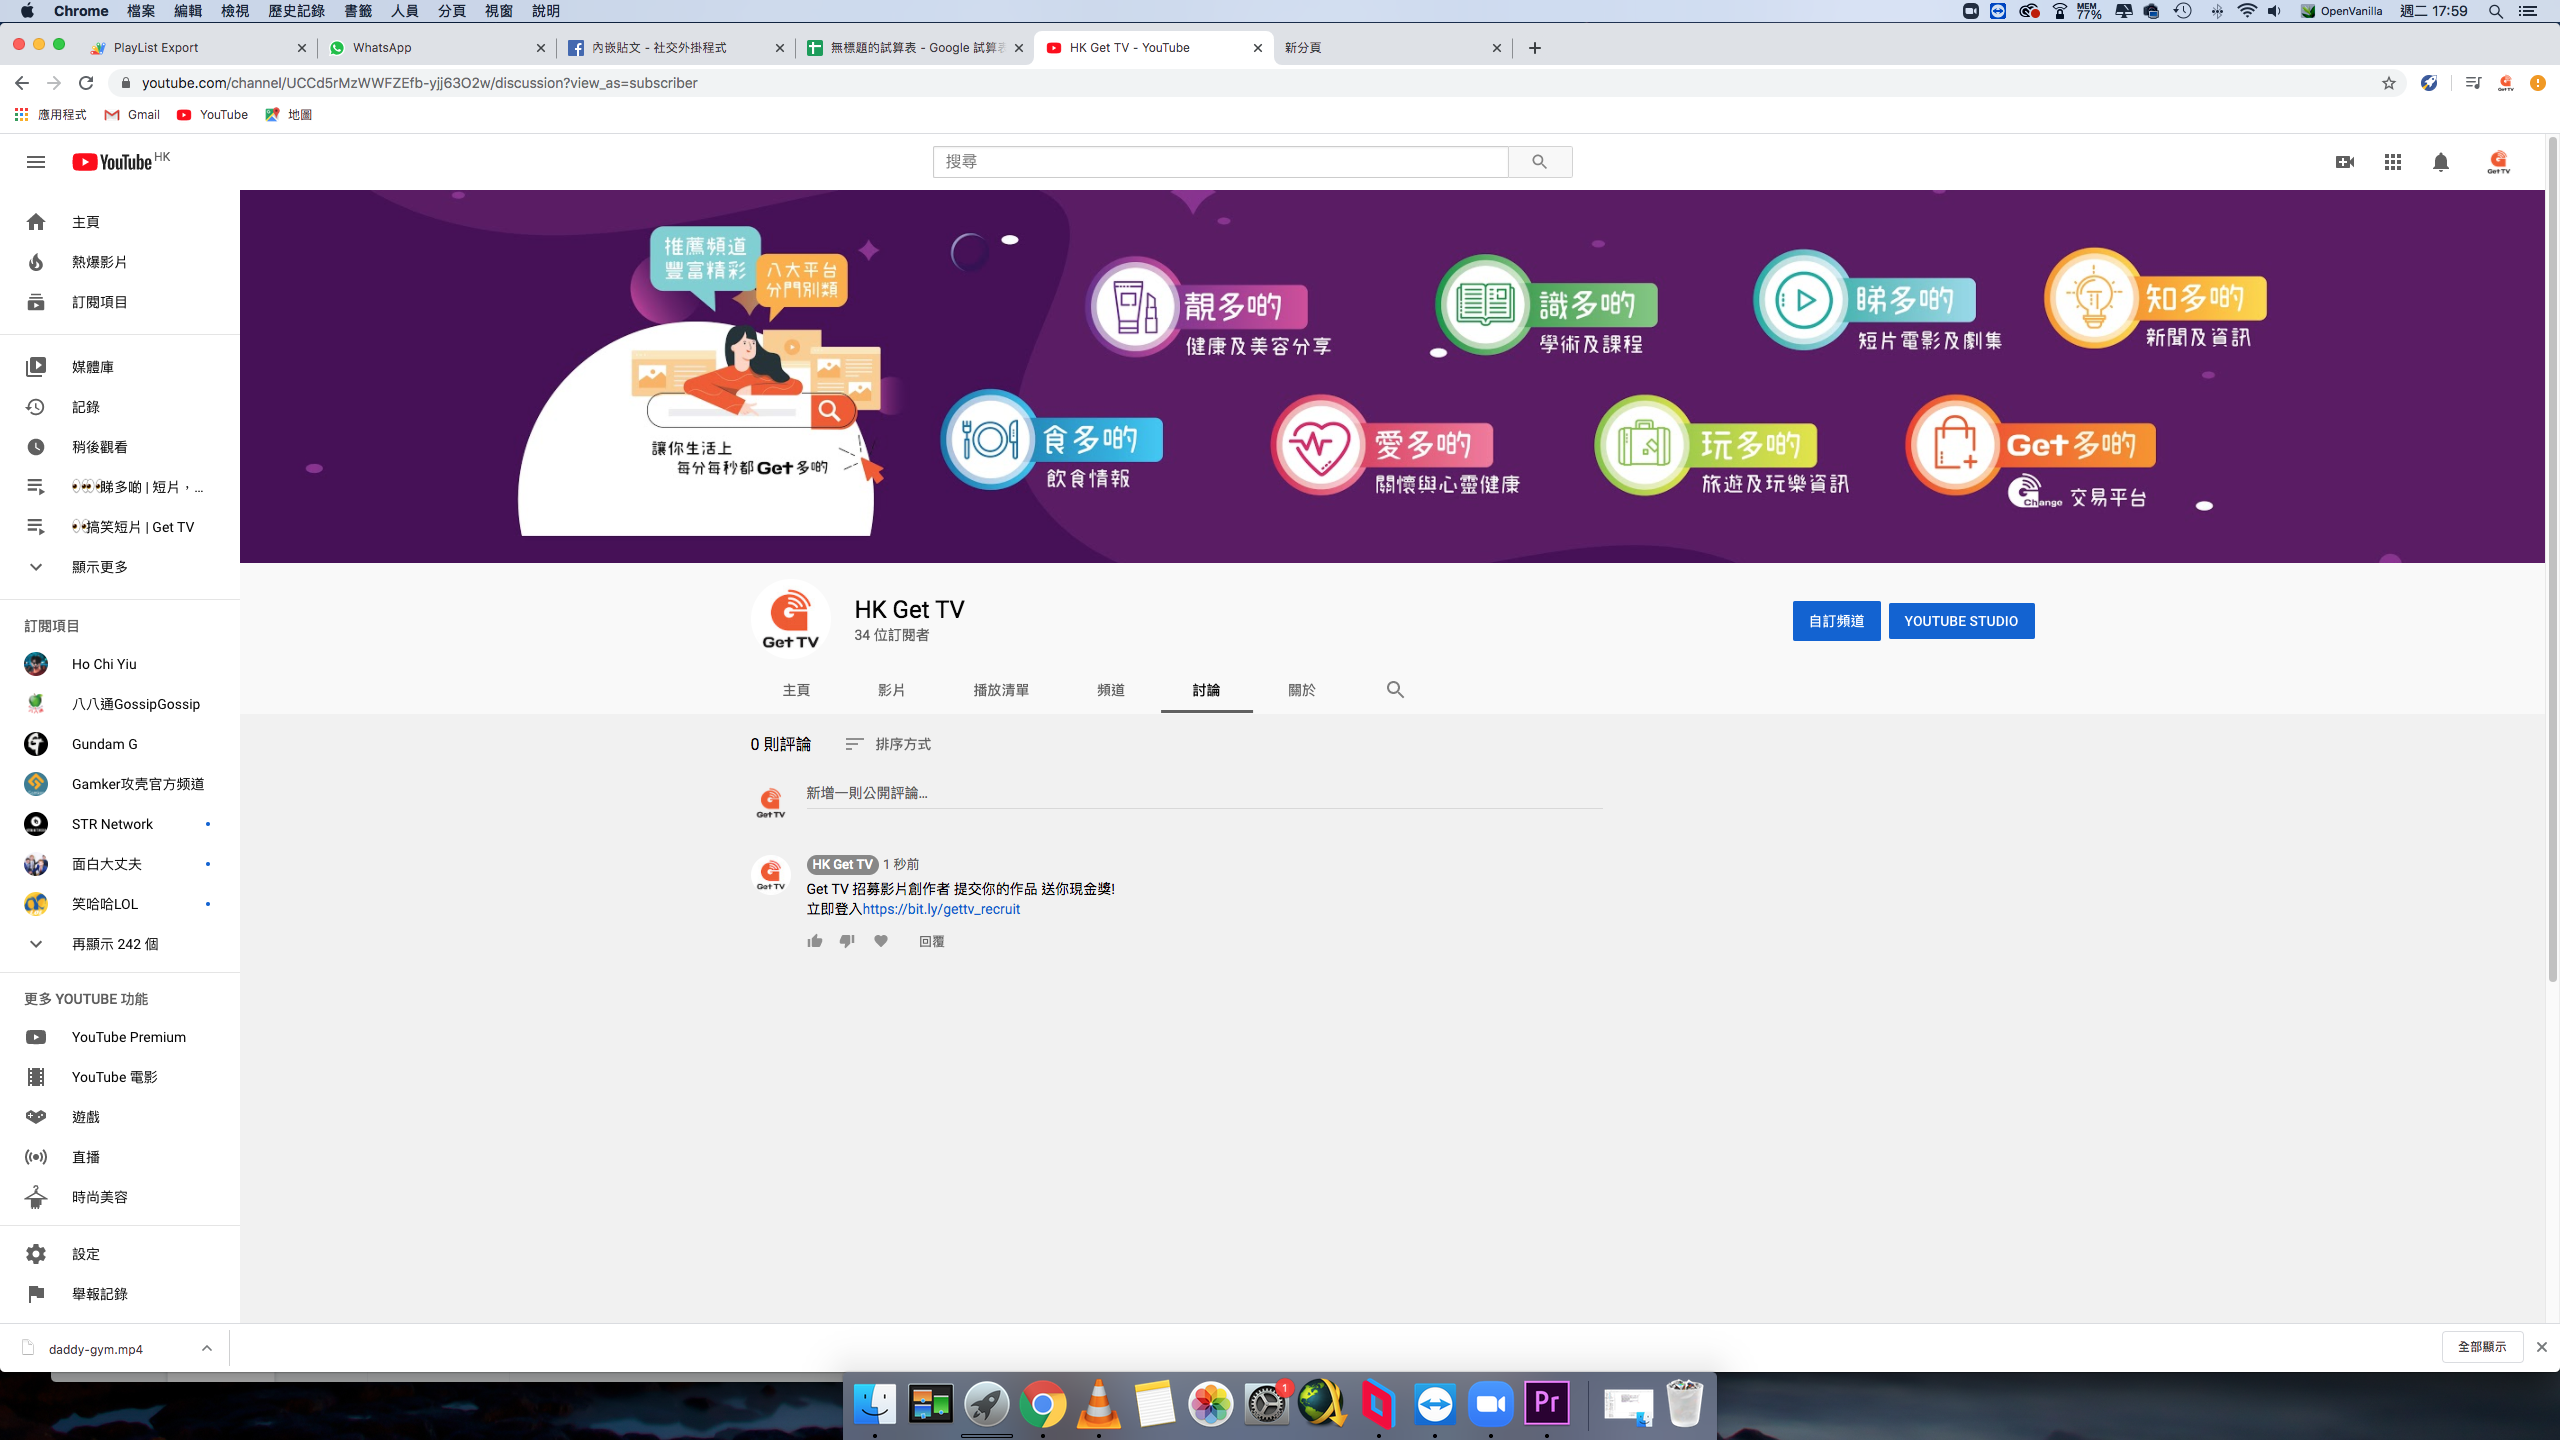 Chrome 檔案 編輯 檢視 歷史記錄 書籤 人員 分頁 視窗 說明 MEM 77% OpenVanilla 週二 17:59
PlayList Export WhatsApp 內嵌貼文 - 社交外掛程式 無標題的試算表 - Google 試算表 HK Get TV - YouTube 新分頁
youtube.com/channel/UCCd5rMzWWFZEfb-yjj63O2w/discussion?view_as=subscriber
應用程式 Gmail YouTube 地圖
YouTube HK
搜尋
Get TV
主頁
熱爆影片
訂閱項目
媒體庫
記錄
稍後觀看
👀👀睇多啲 | 短片，...
👀搞笑短片 | Get TV
顯示更多
訂閱項目
Ho Chi Yiu
八八通GossipGossip
Gundam G
Gamker攻壳官方频道
STR Network
面白大丈夫
笑哈哈LOL
再顯示 242 個
更多 YOUTUBE 功能
YouTube Premium
YouTube 電影
遊戲
直播
時尚美容
設定
舉報記錄
推薦頻道
豐富精彩
八大平台
分門別類
讓你生活上
每分每秒都Get多啲
靚多啲
健康及美容分享
識多啲
學術及課程
睇多啲
短片電影及劇集
知多啲
新聞及資訊
食多啲
飲食情報
愛多啲
關懷與心靈健康
玩多啲
旅遊及玩樂資訊
Get多啲
Change 交易平台
Get TV
HK Get TV
34 位訂閱者
自訂頻道 YOUTUBE STUDIO
主頁 影片 播放清單 頻道 討論 關於
0 則評論 排序方式
Get TV
新增一則公開評論...
Get TV
HK Get TV 1 秒前
Get TV 招募影片創作者 提交你的作品 送你現金獎!
立即登入https://bit.ly/gettv_recruit
回覆
daddy-gym.mp4
全部顯示
1
Pr